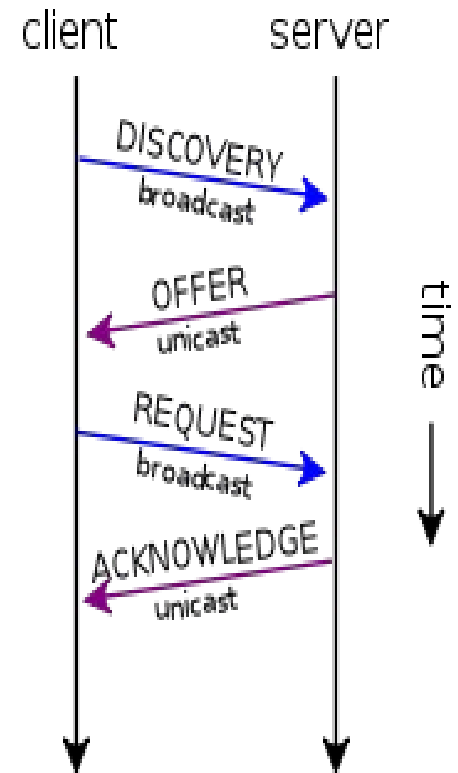 client
server
DISCOVERY
broadcast
OFFER
unicast
time
REQUEST
broadcast
ACKNOWLEDGE
unicast